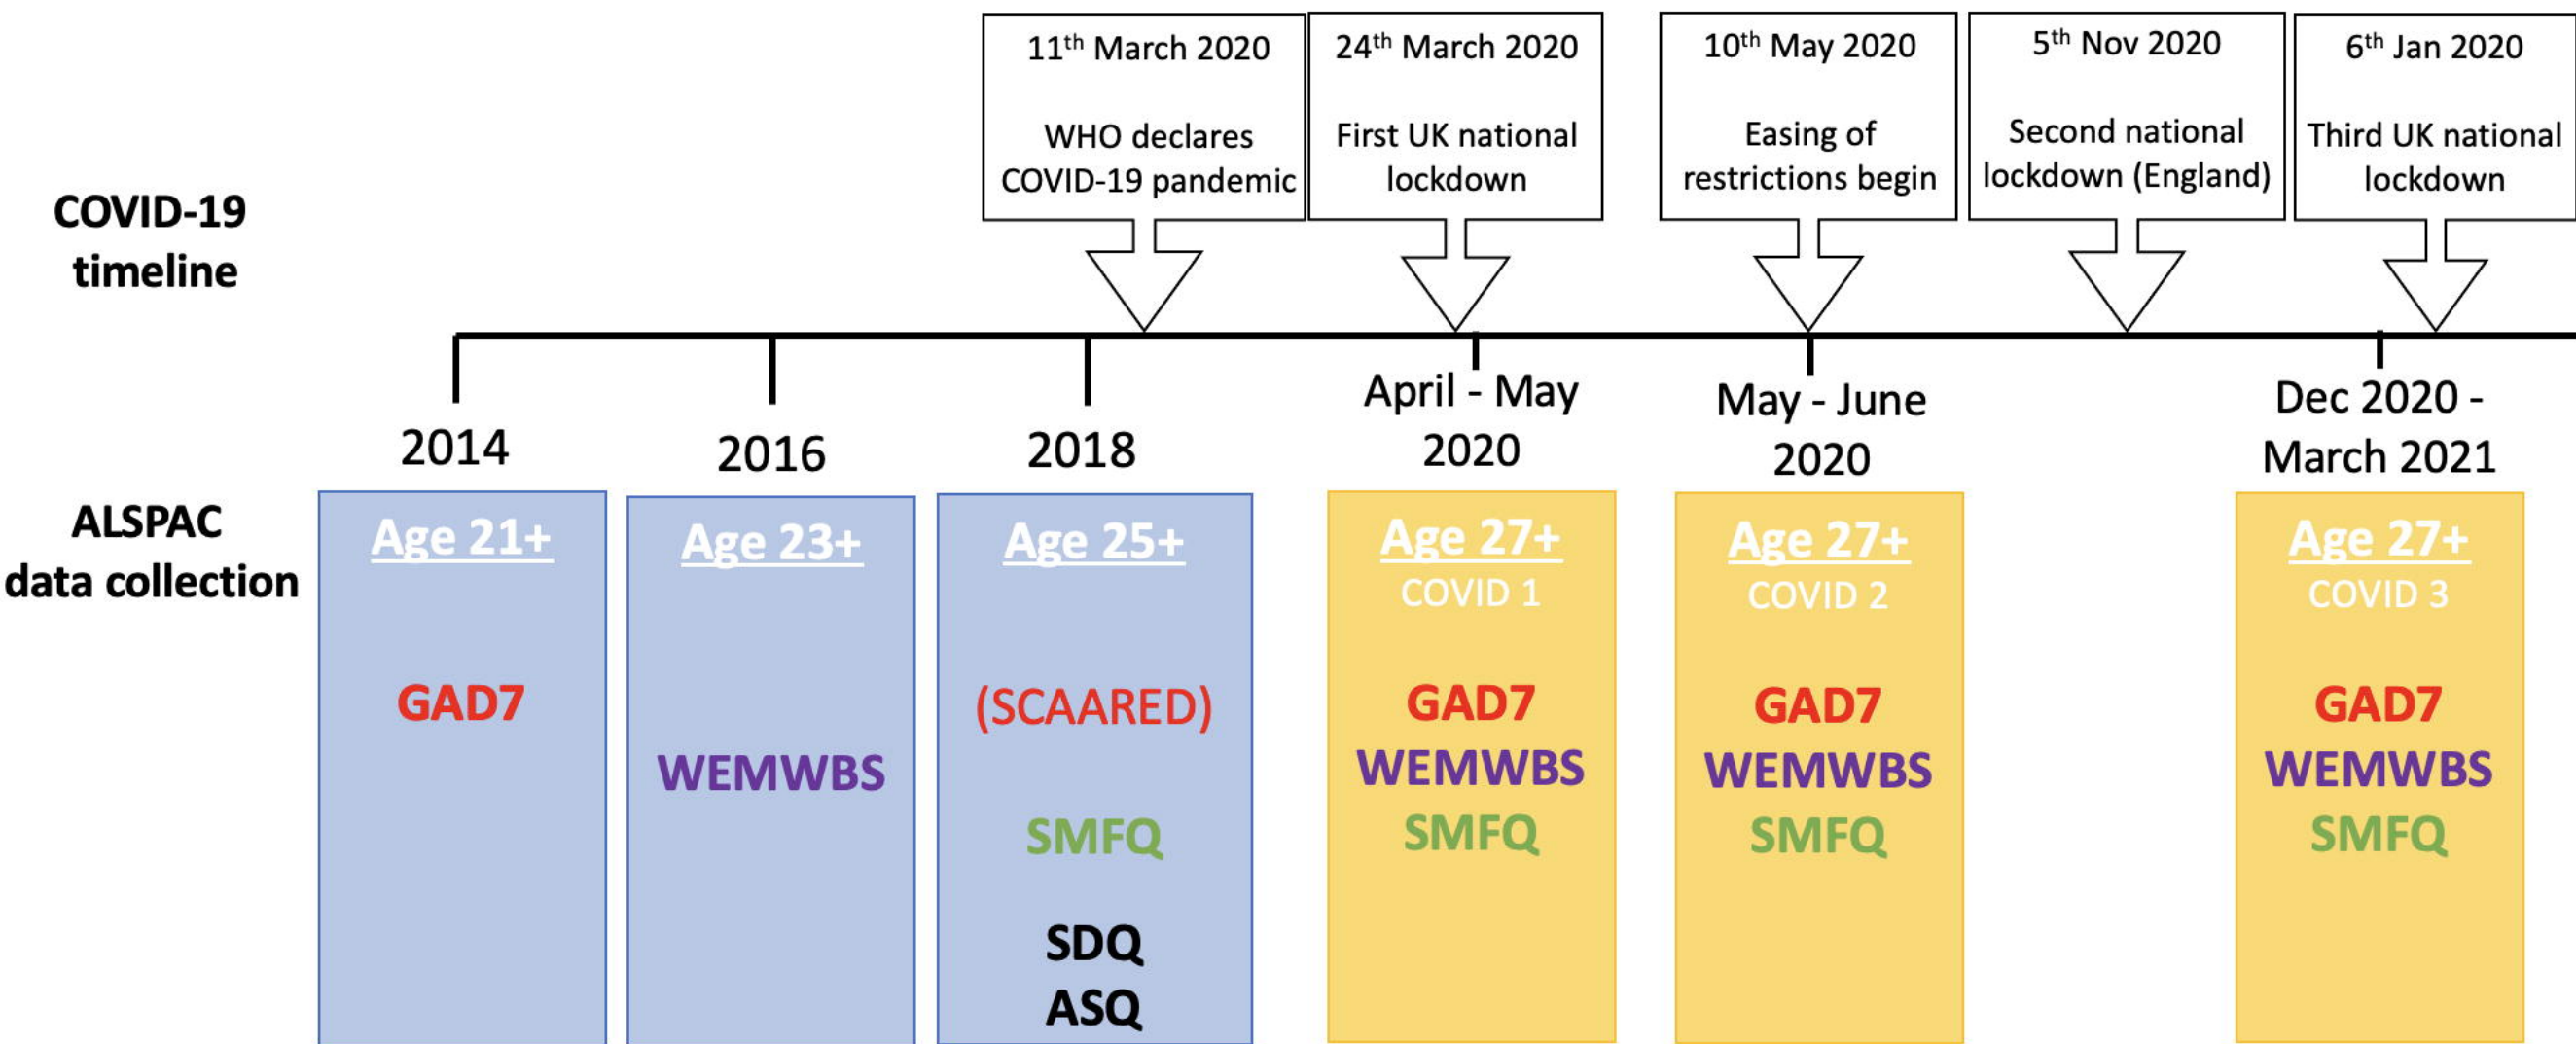 11th March 2020
WHO declares
COVID-19 pandemic
24th March 2020
First UK national
lockdown
10th May 2020
Easing of
restrictions begin
5th Nov 2020
Second national
lockdown (England)
6th Jan 2020
Third UK national
lockdown
COVID-19
timeline
2014
2016
2018
April - May
2020
May - June
2020
Dec 2020 -
March 2021
ALSPAC
data collection
Age 21+
GAD7
Age 23+
WEMWBS
Age 25+
(SCAARED)
SMFQ
SDQ
ASQ
Age 27+
COVID 1
GAD7
WEMWBS
SMFQ
Age 27+
COVID 2
GAD7
WEMWBS
SMFQ
Age 27+
COVID 3
GAD7
WEMWBS
SMFQ